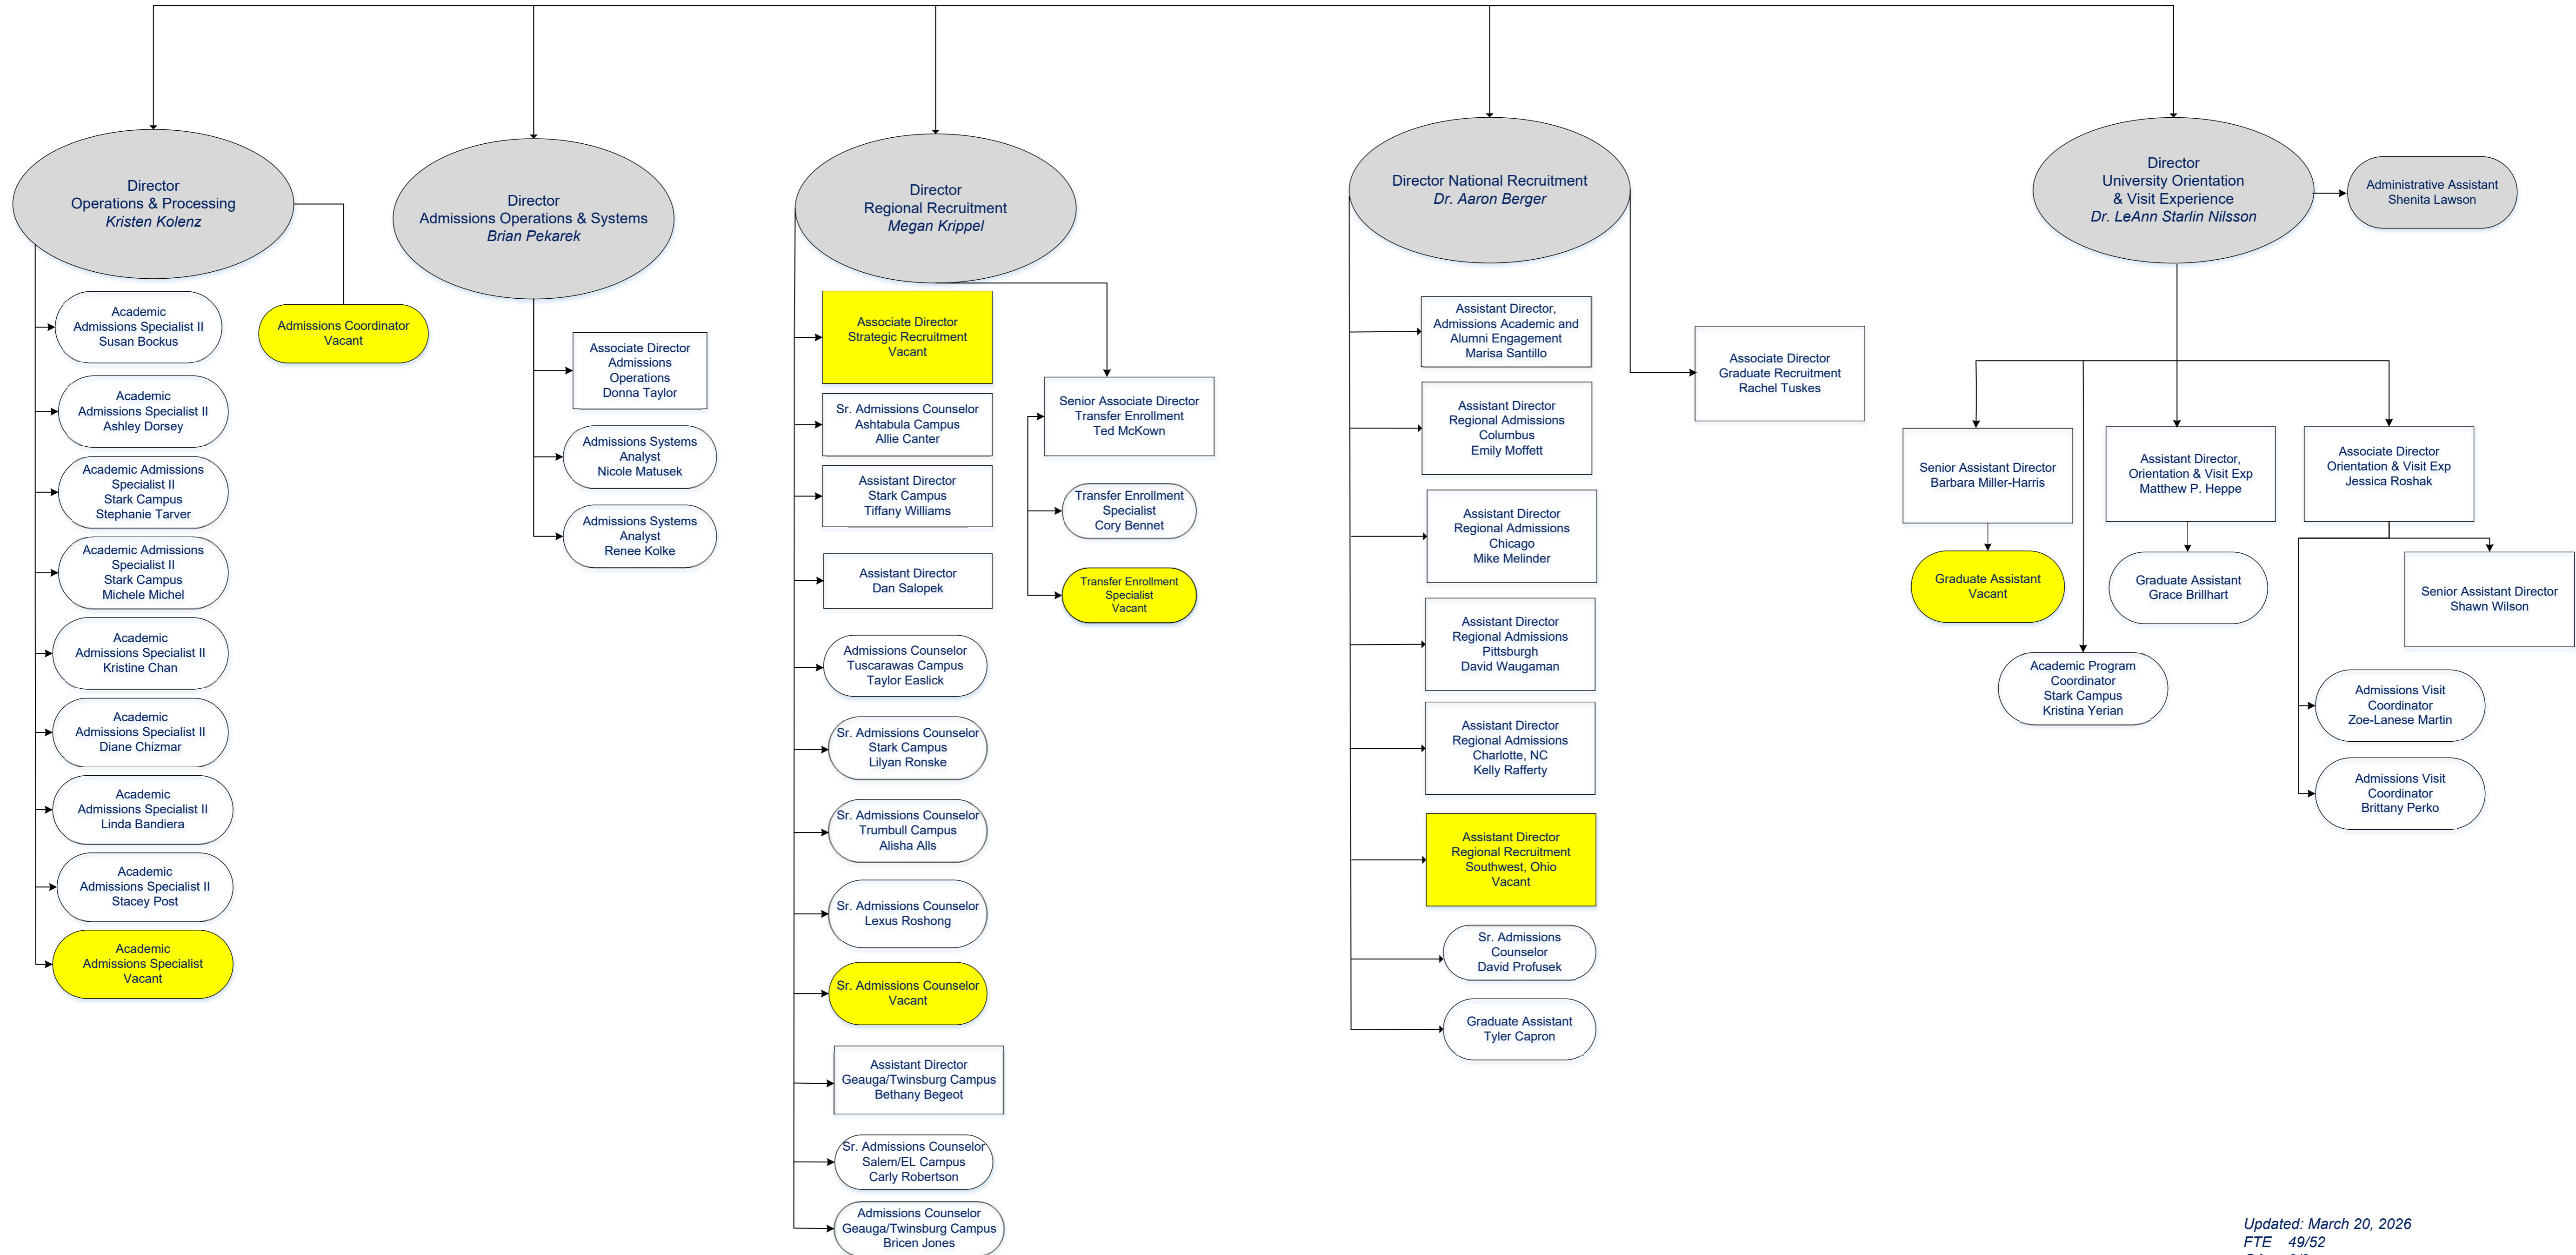 Director
Operations & Processing
Kristen Kolenz
Academic
Admissions Specialist II
Susan Bockus
Admissions Coordinator
Vacant
Academic
Admissions Specialist II
Ashley Dorsey
Academic Admissions
Specialist II
Stark Campus
Stephanie Tarver
Academic Admissions
Specialist II
Stark Campus
Michele Michel
Academic
Admissions Specialist II
Kristine Chan
Academic
Admissions Specialist II
Diane Chizmar
Academic
Admissions Specialist II
Linda Bandiera
Academic
Admissions Specialist II
Stacey Post
Academic
Admissions Specialist
Vacant
Director
Admissions Operations & Systems
Brian Pekarek
Associate Director
Admissions
Operations
Donna Taylor
Admissions Systems
Analyst
Nicole Matusek
Admissions Systems
Analyst
Renee Kolke
Director
Regional Recruitment
Megan Krippel
Associate Director
Strategic Recruitment
Vacant
Sr. Admissions Counselor
Ashtabula Campus
Allie Canter
Assistant Director
Stark Campus
Tiffany Williams
Assistant Director
Dan Salopek
Admissions Counselor
Tuscarawas Campus
Taylor Easlick
Sr. Admissions Counselor
Stark Campus
Lilyan Ronske
Sr. Admissions Counselor
Trumbull Campus
Alisha Alls
Sr. Admissions Counselor
Lexus Roshong
Sr. Admissions Counselor
Vacant
Assistant Director
Geauga/Twinsburg Campus
Bethany Begeot
Sr. Admissions Counselor
Salem/EL Campus
Carly Robertson
Admissions Counselor
Geauga/Twinsburg Campus
Bricen Jones
Senior Associate Director
Transfer Enrollment
Ted McKown
Transfer Enrollment
Specialist
Cory Bennet
Transfer Enrollment
Specialist
Vacant
Director National Recruitment
Dr. Aaron Berger
Assistant Director,
Admissions Academic and
Alumni Engagement
Marisa Santillo
Assistant Director
Regional Admissions
Columbus
Emily Moffett
Assistant Director
Regional Admissions
Chicago
Mike Melinder
Assistant Director
Regional Admissions
Pittsburgh
David Waugaman
Assistant Director
Regional Admissions
Charlotte, NC
Kelly Rafferty
Assistant Director
Regional Recruitment
Southwest, Ohio
Vacant
Sr. Admissions
Counselor
David Profusek
Graduate Assistant
Tyler Capron
Associate Director
Graduate Recruitment
Rachel Tuskes
Director
University Orientation
& Visit Experience
Dr. LeAnn Starlin Nilsson
Administrative Assistant
Shenita Lawson
Senior Assistant Director
Barbara Miller-Harris
Graduate Assistant
Vacant
Academic Program
Coordinator
Stark Campus
Kristina Yerian
Assistant Director,
Orientation & Visit Exp
Matthew P. Heppe
Graduate Assistant
Grace Brillhart
Associate Director
Orientation & Visit Exp
Jessica Roshak
Senior Assistant Director
Shawn Wilson
Admissions Visit
Coordinator
Zoe-Lanese Martin
Admissions Visit
Coordinator
Brittany Perko
Updated: March 20, 2026
FTE 49/52